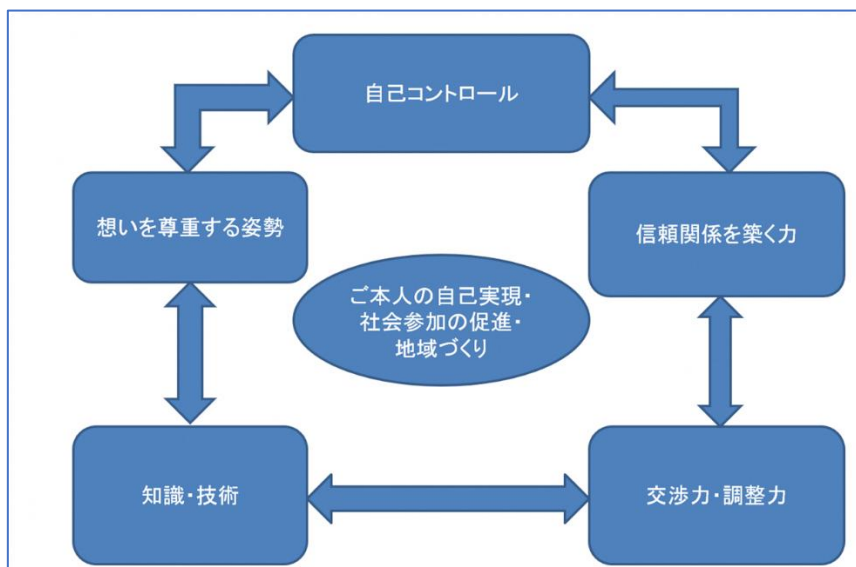 自己コントロール
想いを尊重する姿勢
信頼関係を築く力
ご本人の自己実現・
社会参加の促進・
地域づくり
知識・技術
交渉力・調整力